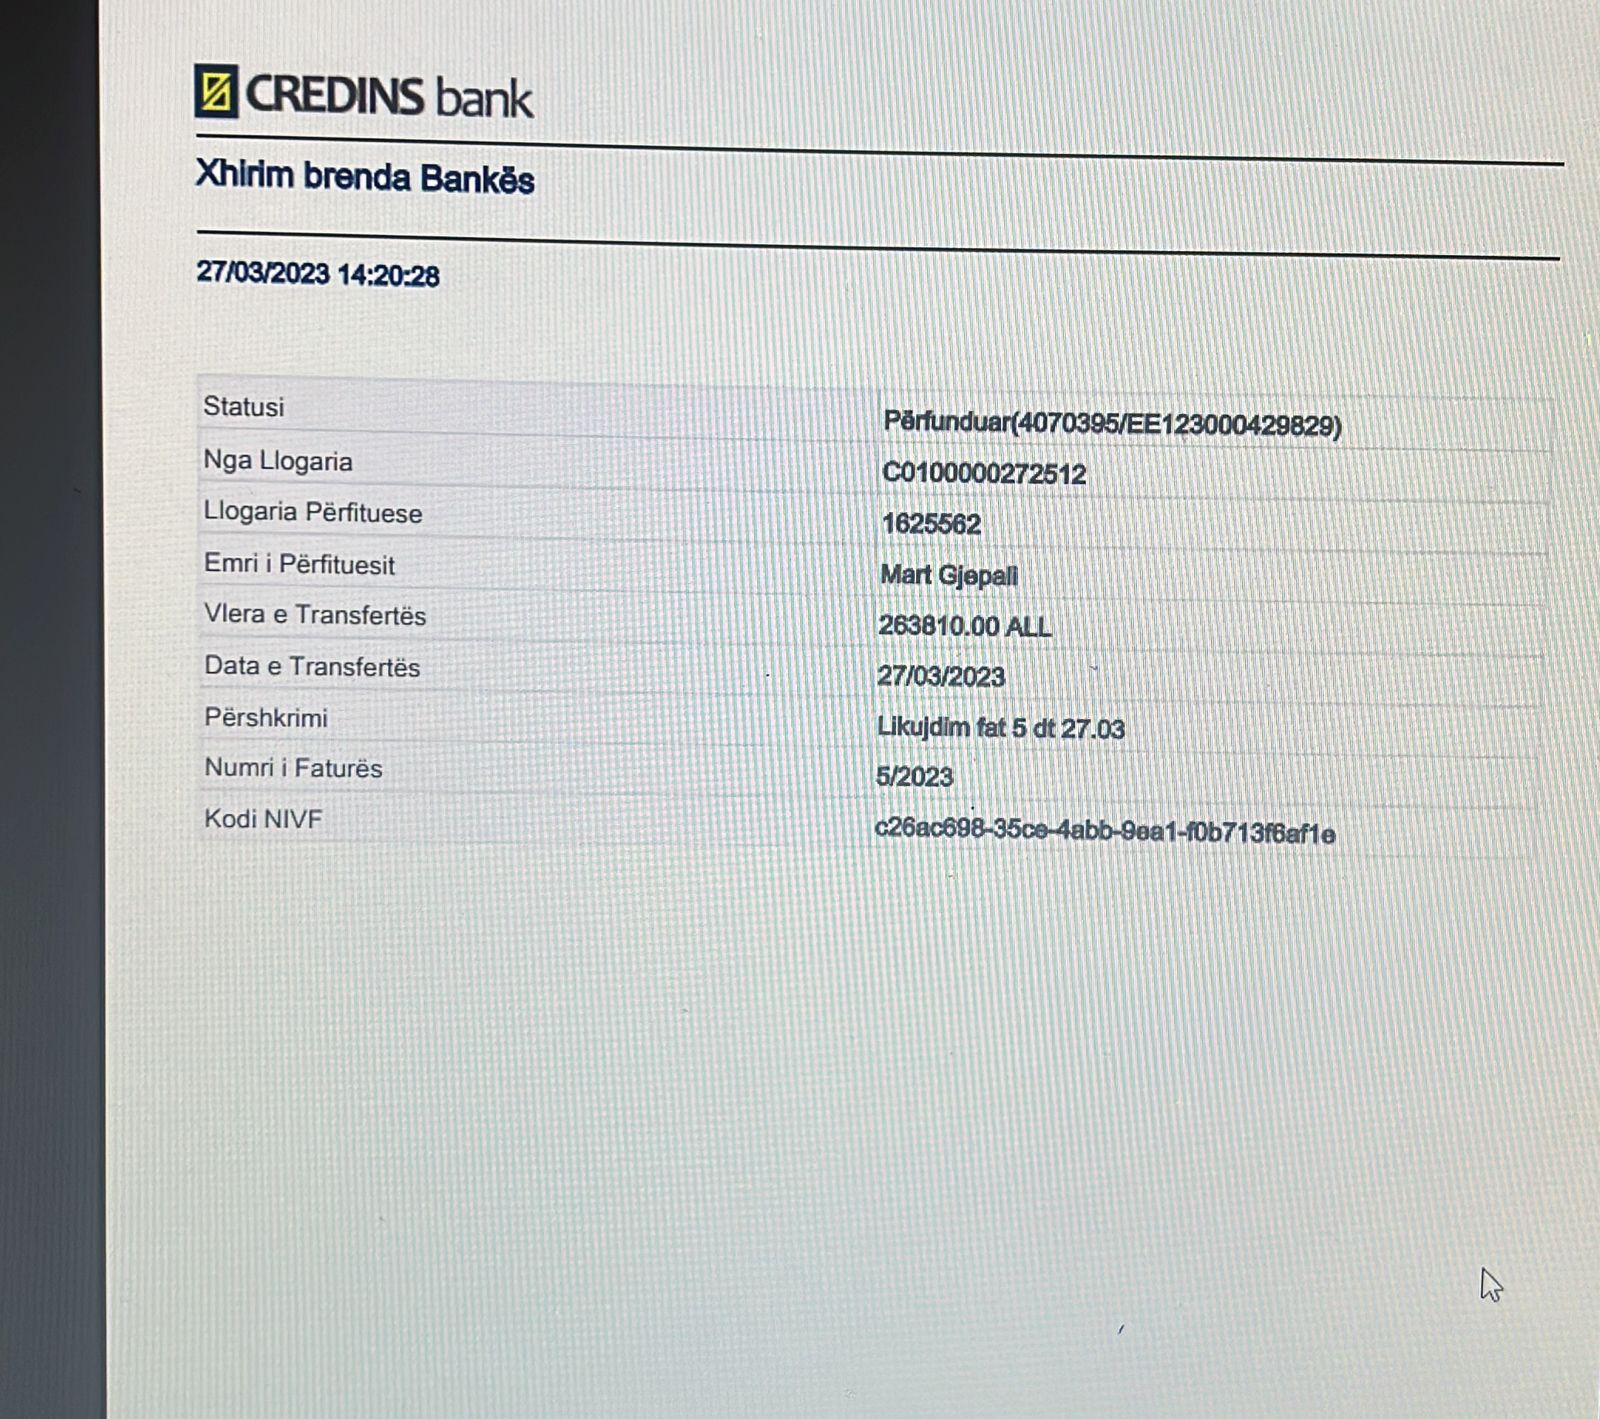 CREDINS bank
Xhirim brenda Bankës
27/03/2023 14:20:28
Statusi Përfunduar(4070395/EE123000429829)
Nga Llogaria C0100000272512
Llogaria Përfituese 1625562
Emri i Përfituesit Mart Gjepali
Vlera e Transfertës 263810.00 ALL
Data e Transfertës 27/03/2023
Përshkrimi Likujdim fat 5 dt 27.03
Numri i Faturës 5/2023
Kodi NIVF c26ac698-35ce-4abb-9ea1-f0b713f6af1e